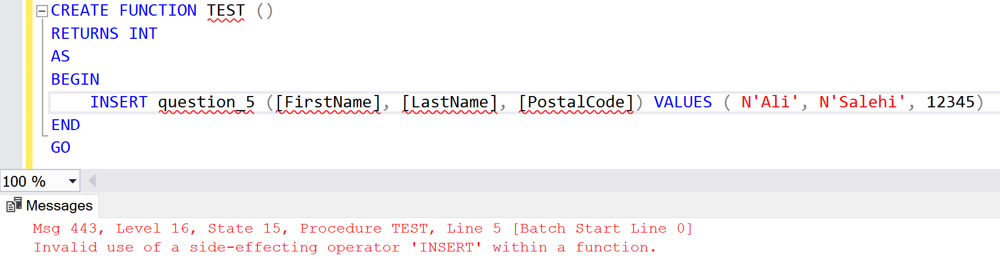 CREATE FUNCTION TEST ()
RETURNS INT
AS
BEGIN
INSERT question_5 ([FirstName], [LastName], [PostalCode]) VALUES ( N'Ali', N'Salehi', 12345)
END
GO
100 %
Messages
Msg 443, Level 16, State 15, Procedure TEST, Line 5 [Batch Start Line 0]
Invalid use of a side-effecting operator 'INSERT' within a function.